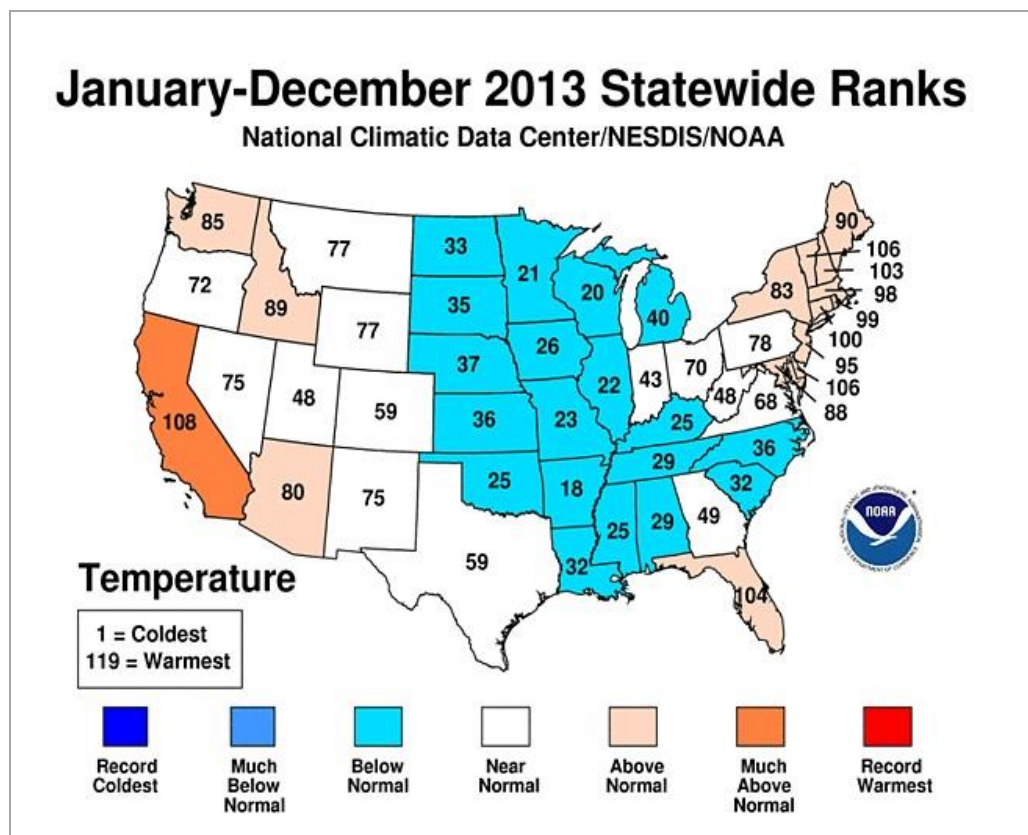 January-December 2013 Statewide Ranks
National Climatic Data Center/NESDIS/NOAA
85
77
33
21
90
106
72
89
35
20
103
83
98
77
40
99
26
100
75
37
78
95
48
59
22
43
70
106
108
36
23
48
68
88
25
80
75
25
29
36
18
32
59
25
29
49
32
104
NOAA
Temperature
1 = Coldest
119 = Warmest
Record
Coldest
Much
Below
Normal
Below
Normal
Near
Normal
Above
Normal
Much
Above
Normal
Record
Warmest